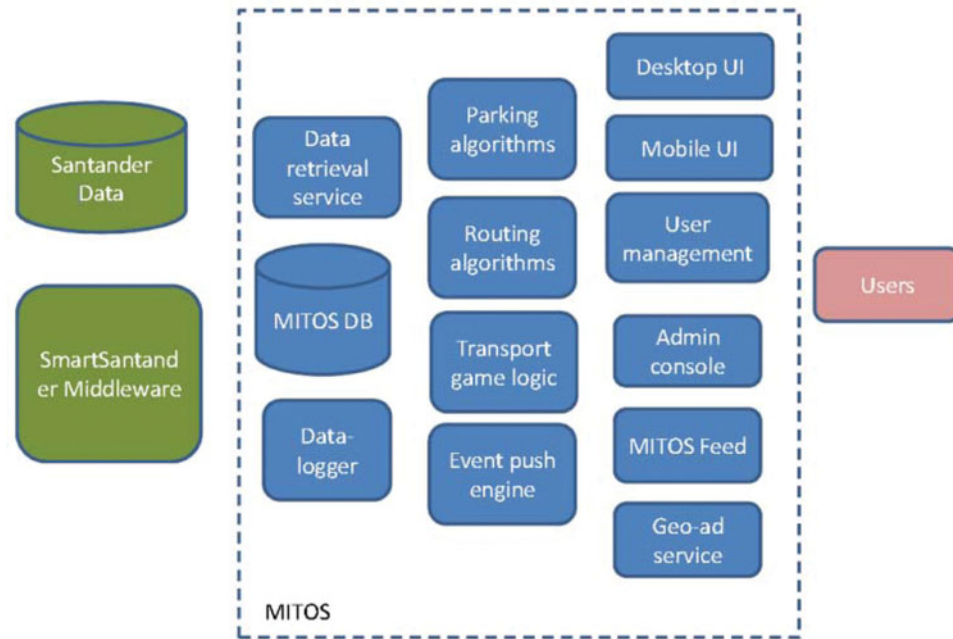 Santander
Data
SmartSantand
er Middleware
Data
retrieval
service
MITOS DB
Data-
logger
Parking
algorithms
Routing
algorithms
Transport
game logic
Event push
engine
Desktop UI
Mobile UI
User
management
Admin
console
MITOS Feed
Geo-ad
service
Users
MITOS